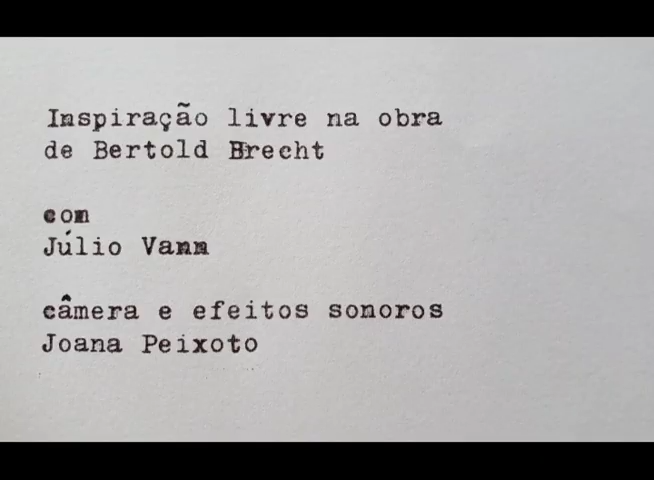 Inspiração livre na obra
de Bertold Brecht
com
Júlio Vann
câmera e efeitos sonoros
Joana Peixoto